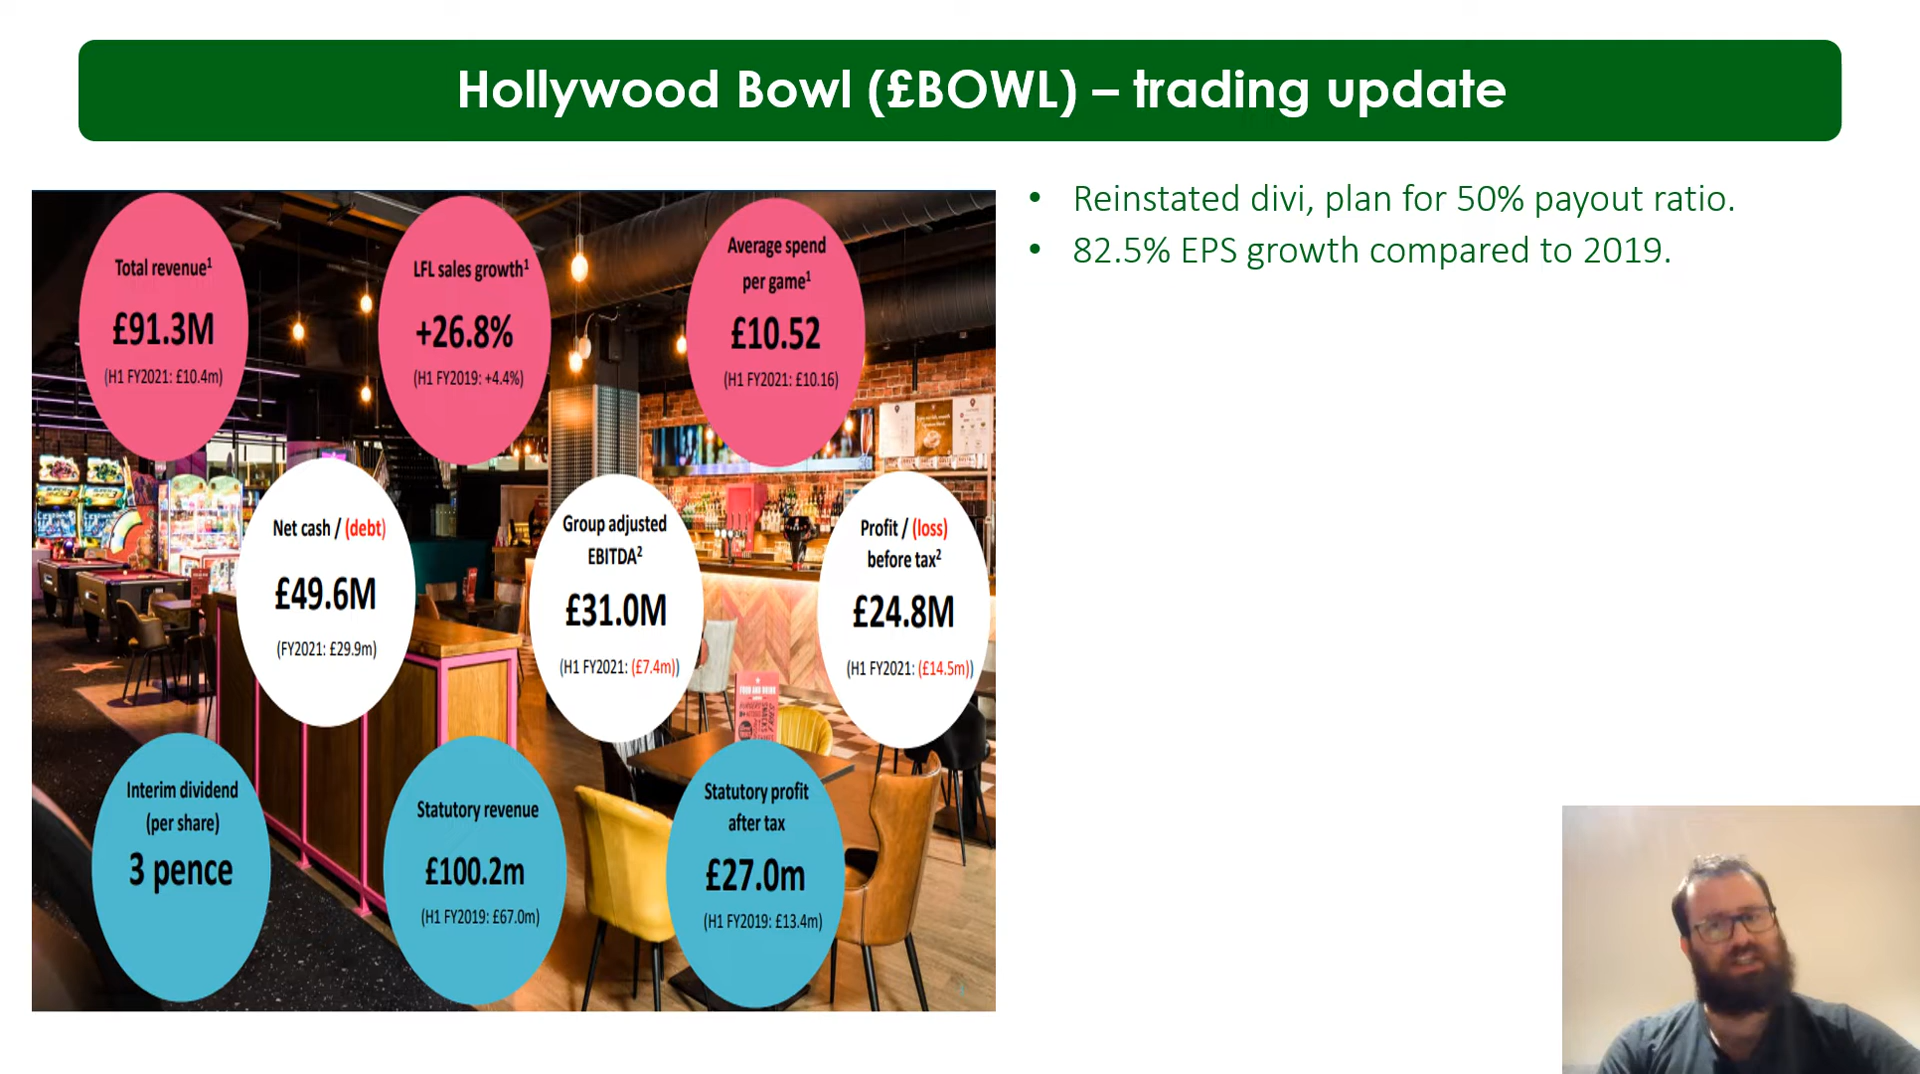 Hollywood Bowl (£BOWL) – trading update
• Reinstated divi, plan for 50% payout ratio.
• 82.5% EPS growth compared to 2019.
Total revenue¹
£91.3M
(H1 FY2021: £10.4m)
LFL sales growth¹
+26.8%
(H1 FY2019: +4.4%)
Average spend
per game¹
£10.52
(H1 FY2021: £10.16)
Net cash / (debt)
£49.6M
(FY2021: £29.9m)
Group adjusted
EBITDA²
£31.0M
(H1 FY2021: (£7.4m))
Profit / (loss)
before tax²
£24.8M
(H1 FY2021: (£14.5m))
Interim dividend
(per share)
3 pence
Statutory revenue
£100.2m
(H1 FY2019: £67.0m)
Statutory profit
after tax
£27.0m
(H1 FY2019: £13.4m)